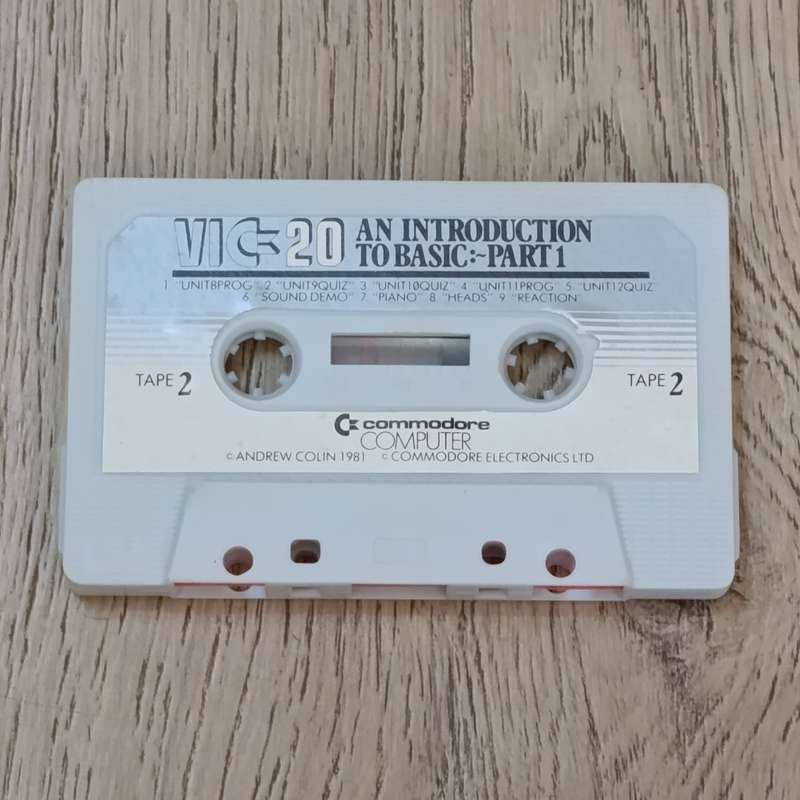 VIC-20 AN INTRODUCTION
TO BASIC:~PART 1
1 "UNIT8PROG" 2. "UNIT9QUIZ" 3. "UNIT10QUIZ" 4. "UNIT11PROG" 5. "UNIT12QUIZ"
6. "SOUND DEMO" 7. "PIANO" 8. "HEADS" 9. "REACTION"
TAPE 2
TAPE 2
commodore
COMPUTER
© ANDREW COLIN 1981 © COMMODORE ELECTRONICS LTD